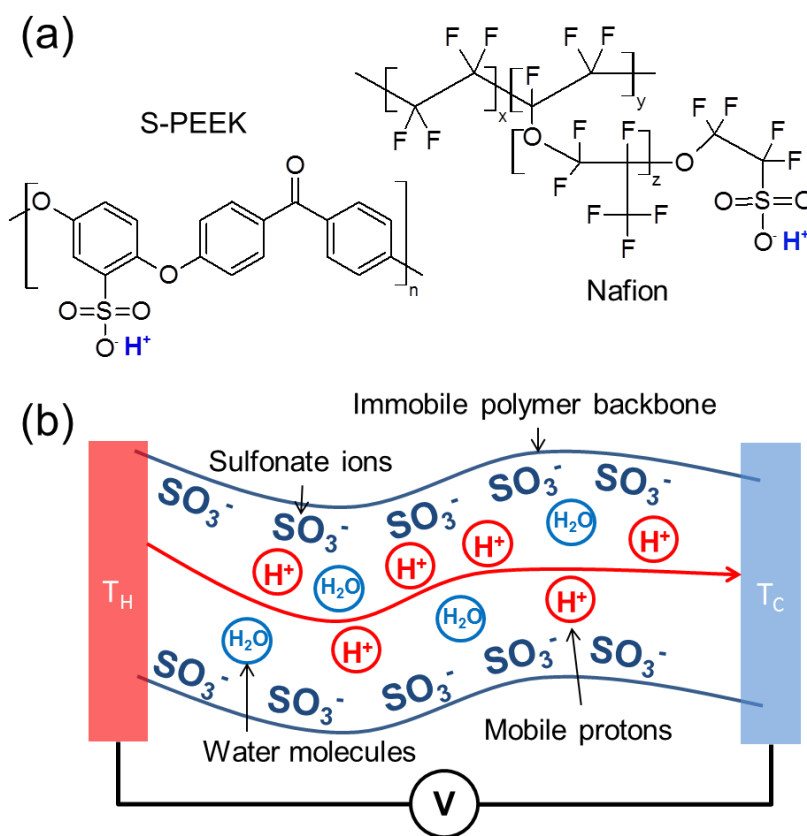 (a)
F F F F F
x y
S-PEEK
O F F F
F F z O F
O
O O
F F
F
n
O=S=O
O⁻ H⁺
O=S=O
O⁻ H⁺
Nafion
(b)
Immobile polymer backbone
Sulfonate ions
SO₃⁻ SO₃⁻ SO₃⁻ SO₃⁻ SO₃⁻
H₂O
H⁺ H₂O H⁺ H⁺ H⁺
T_H T_C
H₂O H⁺ H₂O H⁺
SO₃⁻ SO₃⁻ SO₃⁻ SO₃⁻ SO₃⁻
Water molecules
Mobile protons
V